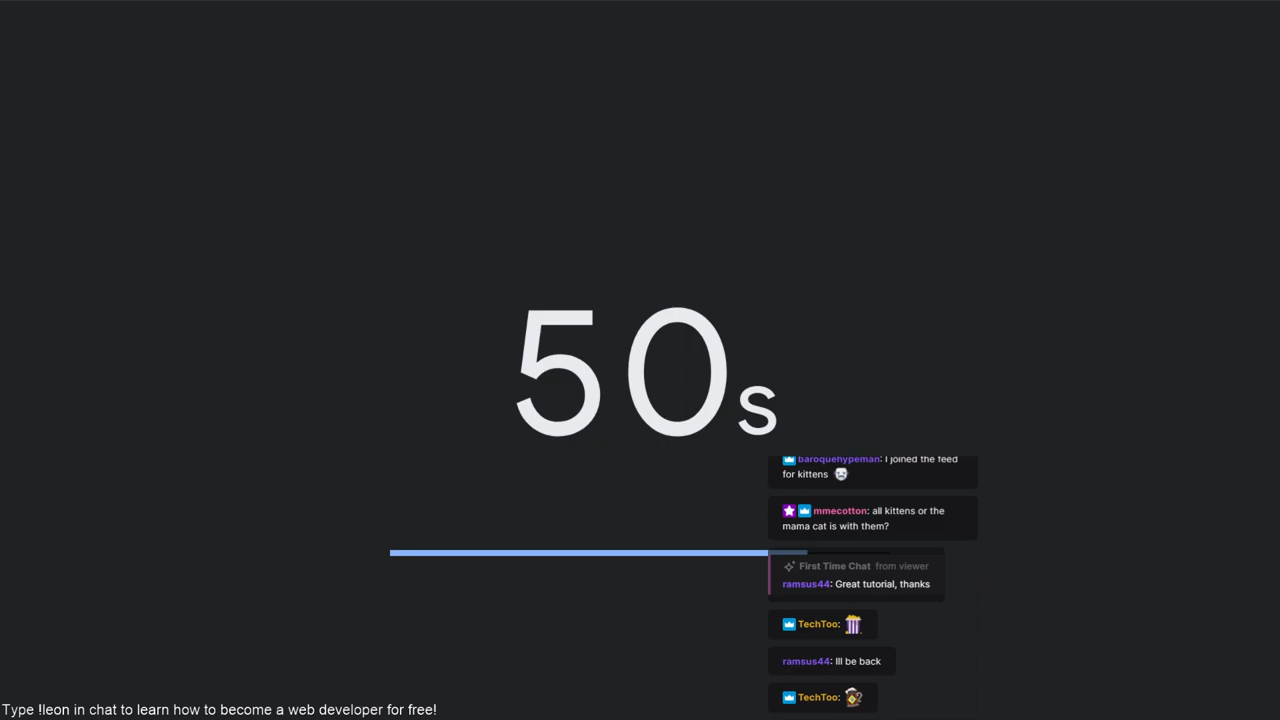 50s
baroquehypeman: I joined the feed
for kittens
mmecotton: all kittens or the
mama cat is with them?
First Time Chat from viewer
ramsus44: Great tutorial, thanks
TechToo:
ramsus44: Ill be back
TechToo:
Type !leon in chat to learn how to become a web developer for free!